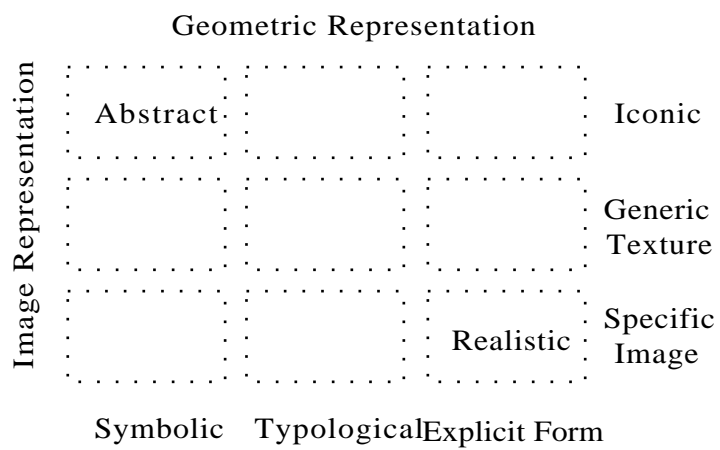 Geometric Representation
Image Representation
Abstract
Iconic
Generic
Texture
Realistic
Specific
Image
Symbolic Typological Explicit Form